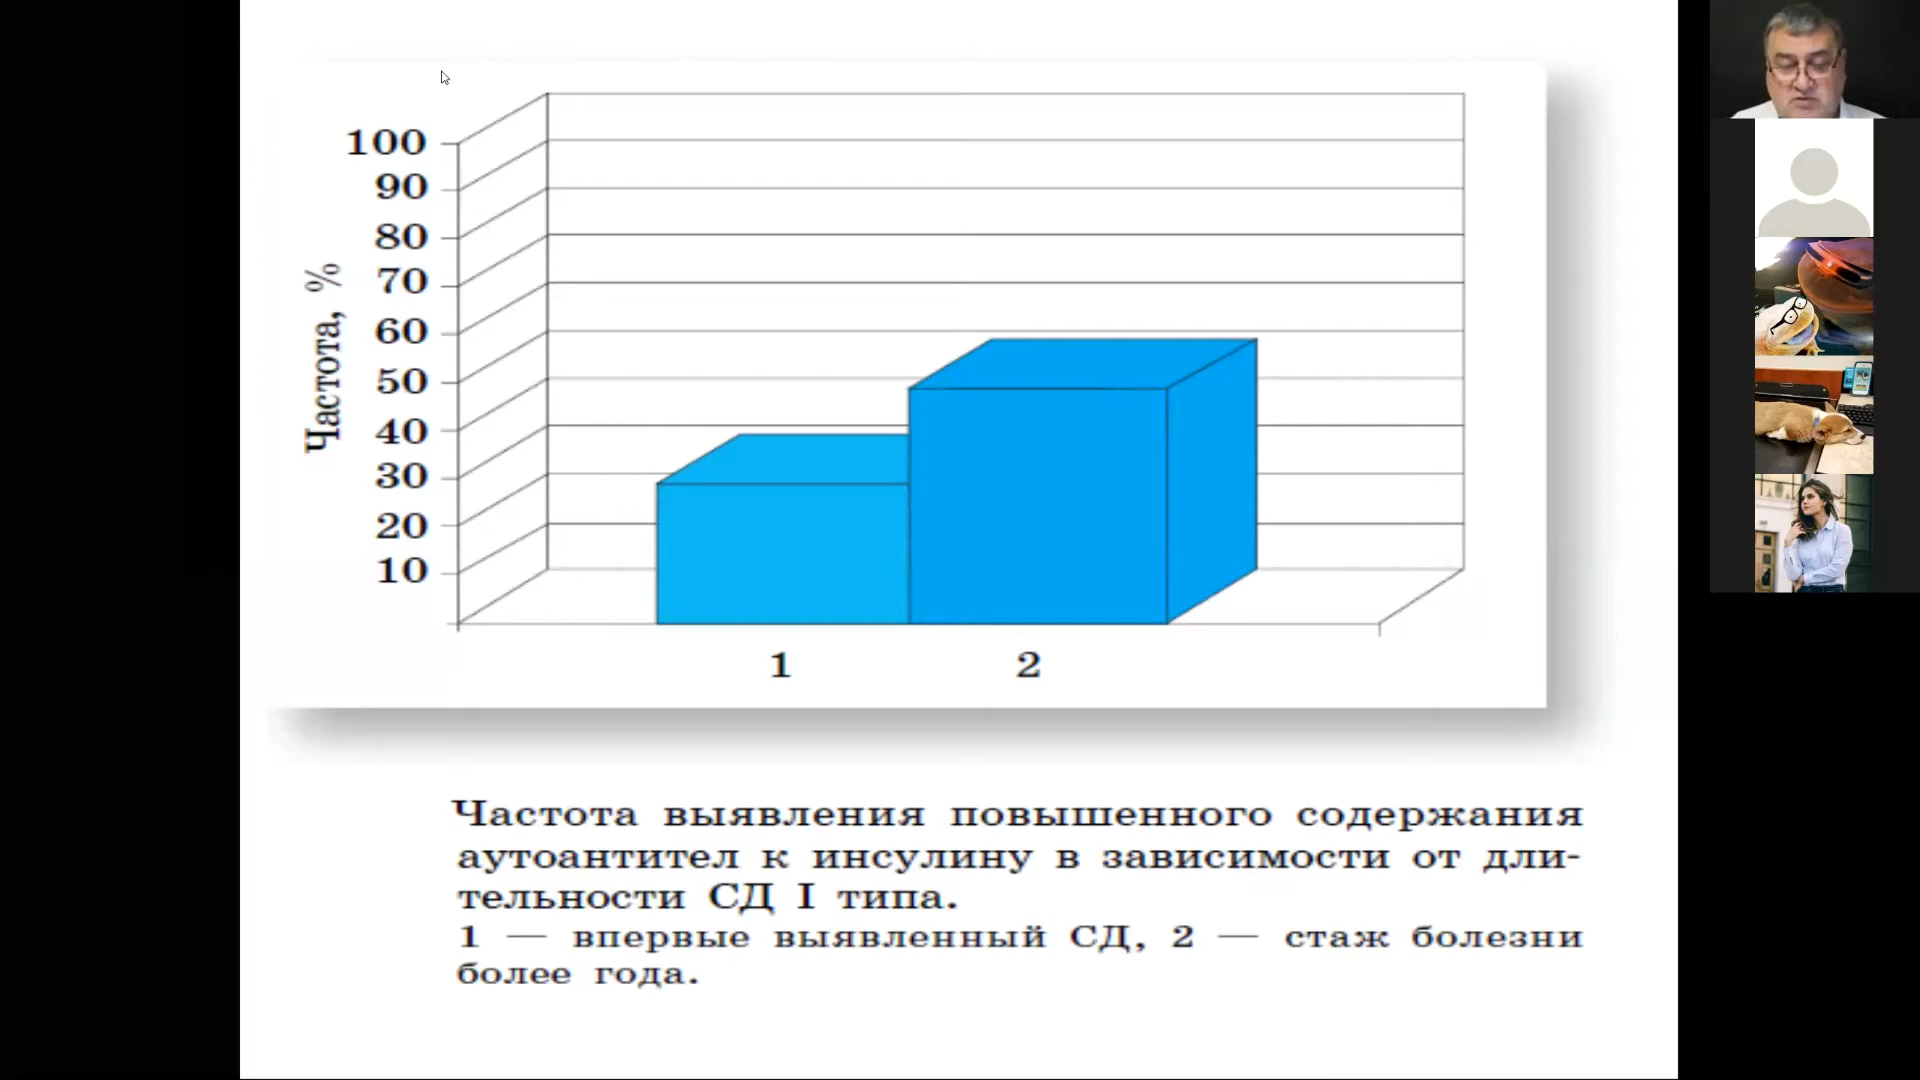 100
90
80
70
60
50
40
30
20
10
Частота, %
1
2
Частота выявления повышенного содержания
аутоантител к инсулину в зависимости от дли-
тельности СД I типа.
1 — впервые выявленный СД, 2 — стаж болезни
более года.